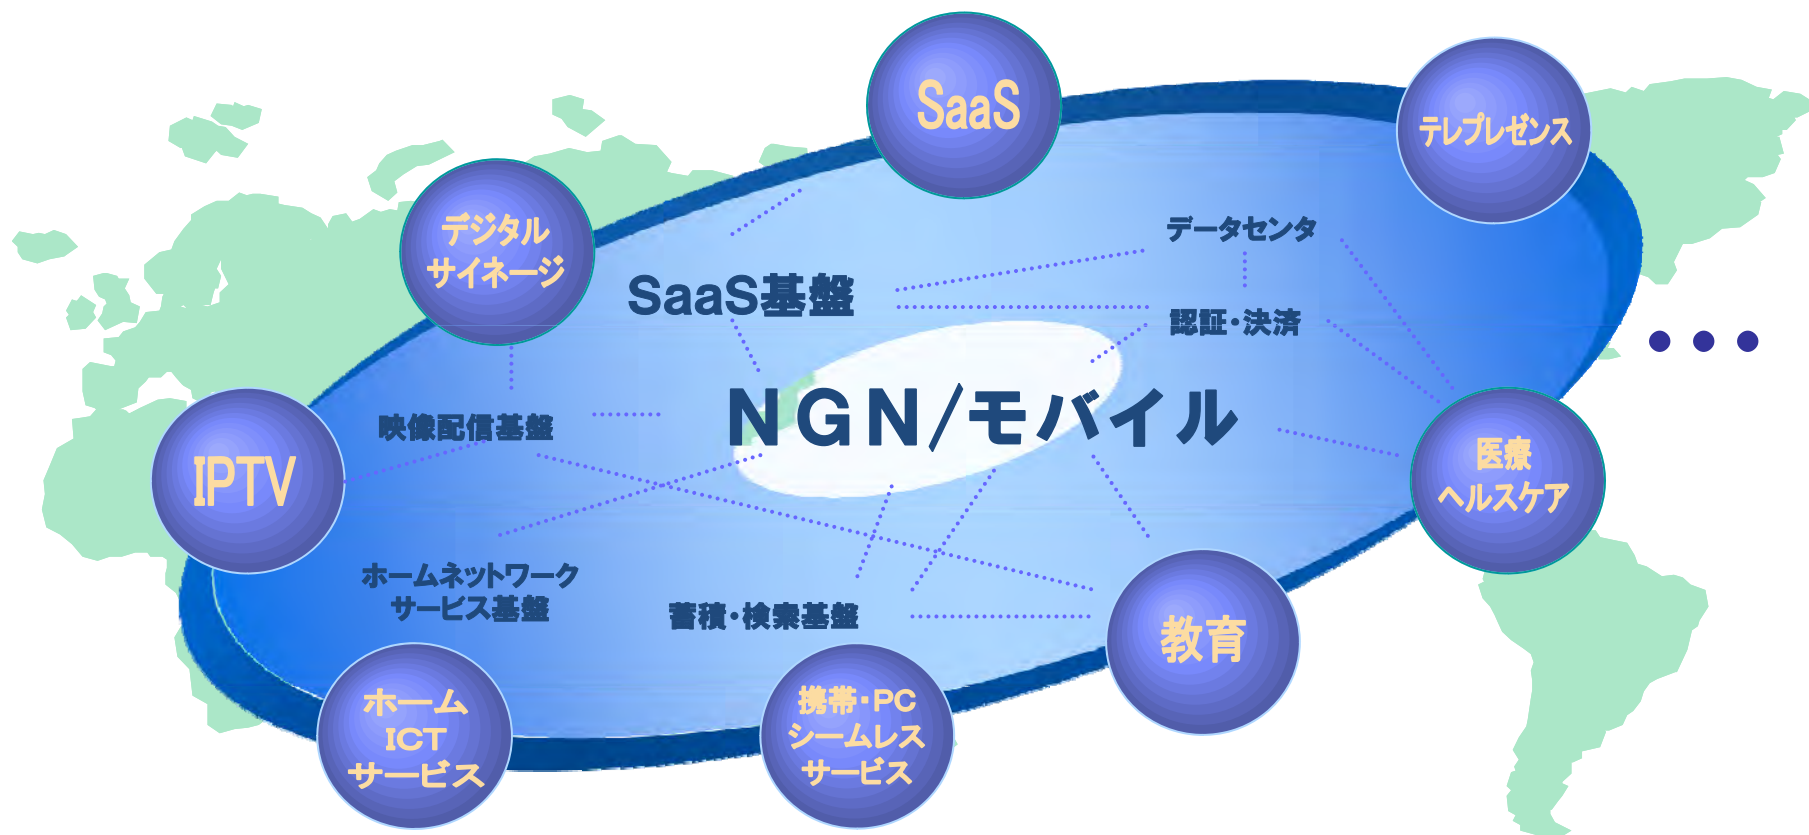 SaaS
テレプレゼンス
デジタル
サイネージ
データセンタ
SaaS基盤
認証・決済
NGN/モバイル
映像配信基盤
IPTV
医療
ヘルスケア
ホームネットワーク
サービス基盤
蓄積・検索基盤
教育
ホーム
ICT
サービス
携帯・PC
シームレス
サービス
● ● ●